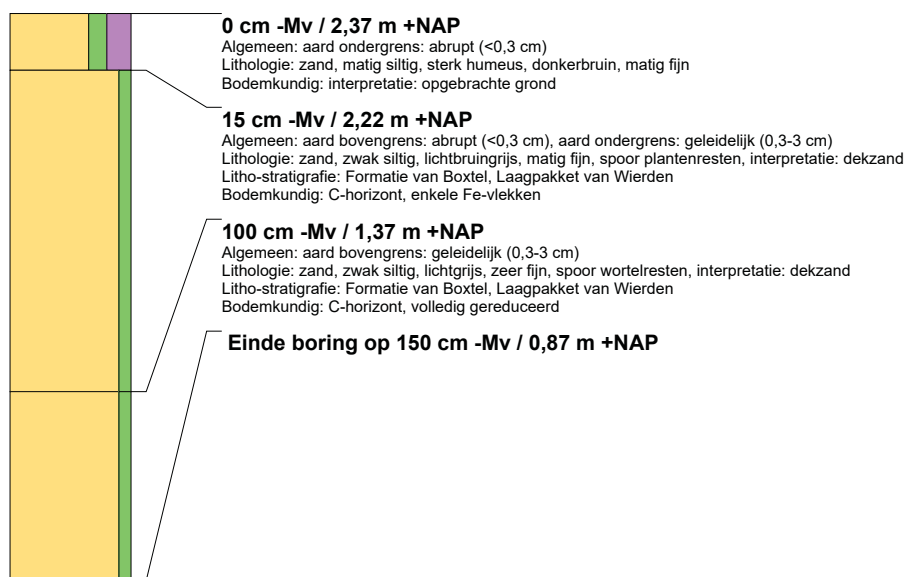 0 cm -Mv / 2,37 m +NAP
Algemeen: aard ondergrens: abrupt (<0,3 cm)
Lithologie: zand, matig siltig, sterk humeus, donkerbruin, matig fijn
Bodemkundig: interpretatie: opgebrachte grond
15 cm -Mv / 2,22 m +NAP
Algemeen: aard bovengrens: abrupt (<0,3 cm), aard ondergrens: geleidelijk (0,3-3 cm)
Lithologie: zand, zwak siltig, lichtbruingrijs, matig fijn, spoor plantenresten, interpretatie: dekzand
Litho-stratigrafie: Formatie van Boxtel, Laagpakket van Wierden
Bodemkundig: C-horizont, enkele Fe-vlekken
100 cm -Mv / 1,37 m +NAP
Algemeen: aard bovengrens: geleidelijk (0,3-3 cm)
Lithologie: zand, zwak siltig, lichtgrijs, zeer fijn, spoor wortelresten, interpretatie: dekzand
Litho-stratigrafie: Formatie van Boxtel, Laagpakket van Wierden
Bodemkundig: C-horizont, volledig gereduceerd
Einde boring op 150 cm -Mv / 0,87 m +NAP